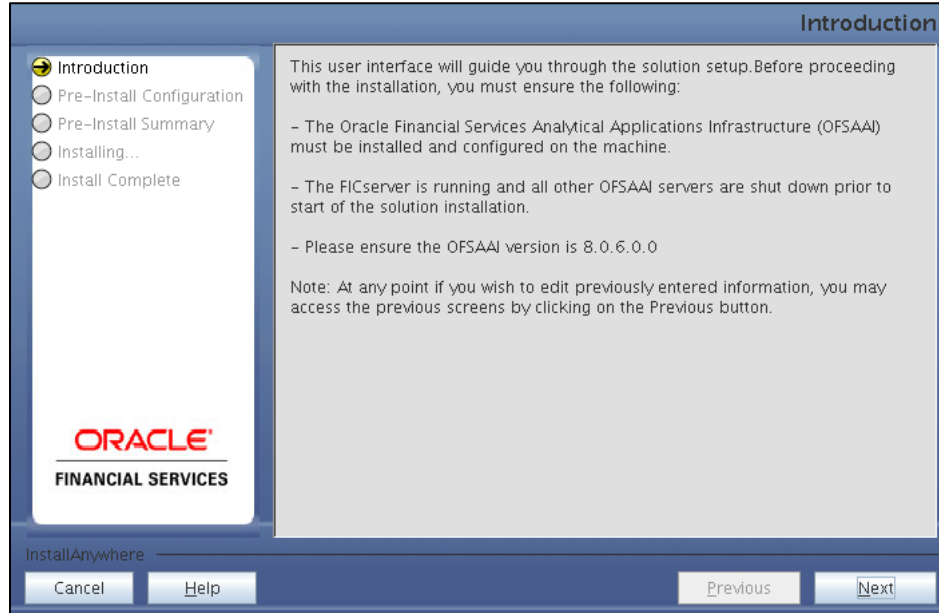 Introduction
Introduction
Pre-Install Configuration
Pre-Install Summary
Installing...
Install Complete
ORACLE
FINANCIAL SERVICES
This user interface will guide you through the solution setup.Before proceeding
with the installation, you must ensure the following:
- The Oracle Financial Services Analytical Applications Infrastructure (OFSAAI)
must be installed and configured on the machine.
- The FICserver is running and all other OFSAAI servers are shut down prior to
start of the solution installation.
- Please ensure the OFSAAI version is 8.0.6.0.0
Note: At any point if you wish to edit previously entered information, you may
access the previous screens by clicking on the Previous button.
InstallAnywhere
Cancel
Help
Previous
Next